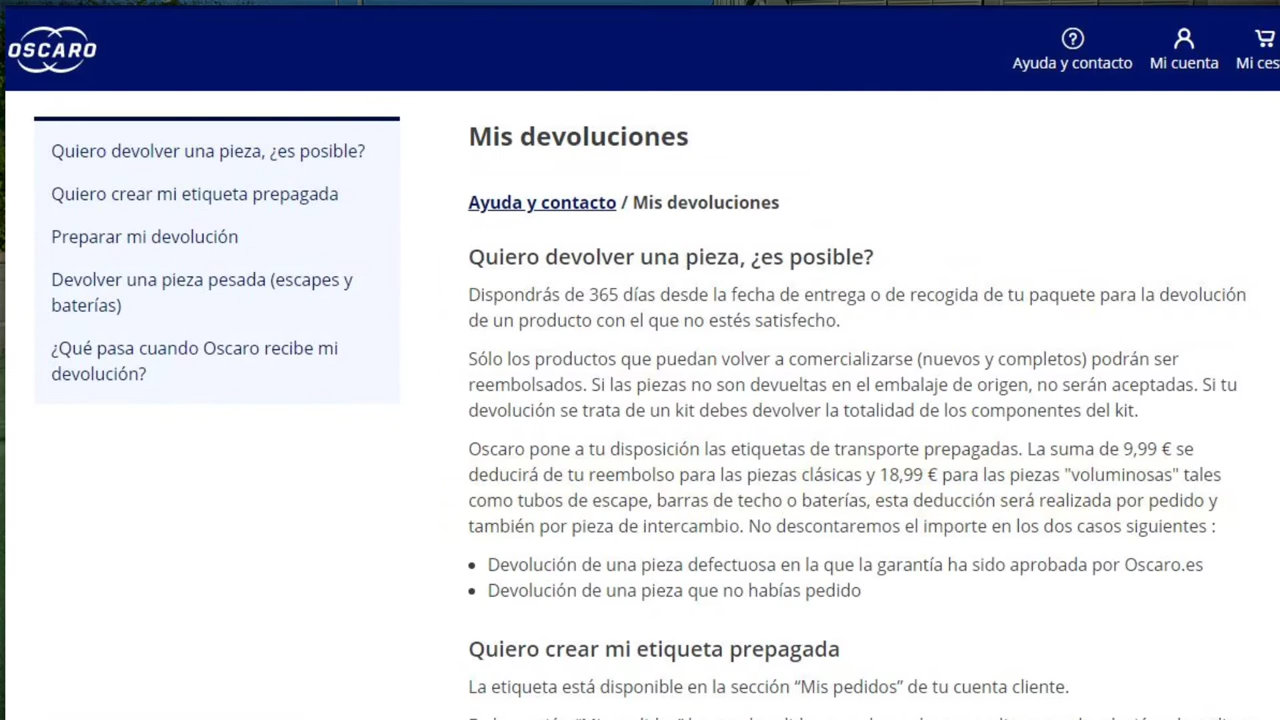 OSCARO
Ayuda y contacto
Mi cuenta
Mi ces
Quiero devolver una pieza, ¿es posible?
Quiero crear mi etiqueta prepagada
Preparar mi devolución
Devolver una pieza pesada (escapes y
baterías)
¿Qué pasa cuando Oscaro recibe mi
devolución?
Mis devoluciones
Ayuda y contacto / Mis devoluciones
Quiero devolver una pieza, ¿es posible?
Dispondrás de 365 días desde la fecha de entrega o de recogida de tu paquete para la devolución
de un producto con el que no estés satisfecho.
Sólo los productos que puedan volver a comercializarse (nuevos y completos) podrán ser
reembolsados. Si las piezas no son devueltas en el embalaje de origen, no serán aceptadas. Si tu
devolución se trata de un kit debes devolver la totalidad de los componentes del kit.
Oscaro pone a tu disposición las etiquetas de transporte prepagadas. La suma de 9,99 € se
deducirá de tu reembolso para las piezas clásicas y 18,99 € para las piezas "voluminosas" tales
como tubos de escape, barras de techo o baterías, esta deducción será realizada por pedido y
también por pieza de intercambio. No descontaremos el importe en los dos casos siguientes :
• Devolución de una pieza defectuosa en la que la garantía ha sido aprobada por Oscaro.es
• Devolución de una pieza que no habías pedido
Quiero crear mi etiqueta prepagada
La etiqueta está disponible en la sección “Mis pedidos” de tu cuenta cliente.